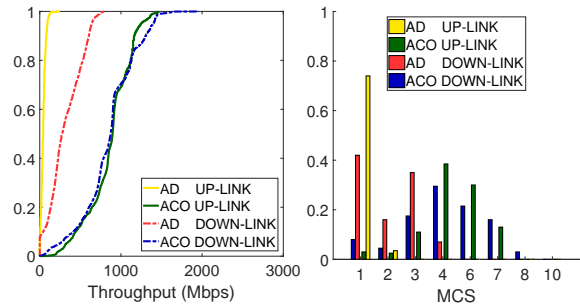 1
0.8
0.6
0.4
0.2
0
0 1000 2000 3000
Throughput (Mbps)
AD UP-LINK
ACO UP-LINK
AD DOWN-LINK
ACO DOWN-LINK
1
0.8
0.6
0.4
0.2
0
1 2 3 4 6 7 8 10
MCS
AD UP-LINK
ACO UP-LINK
AD DOWN-LINK
ACO DOWN-LINK